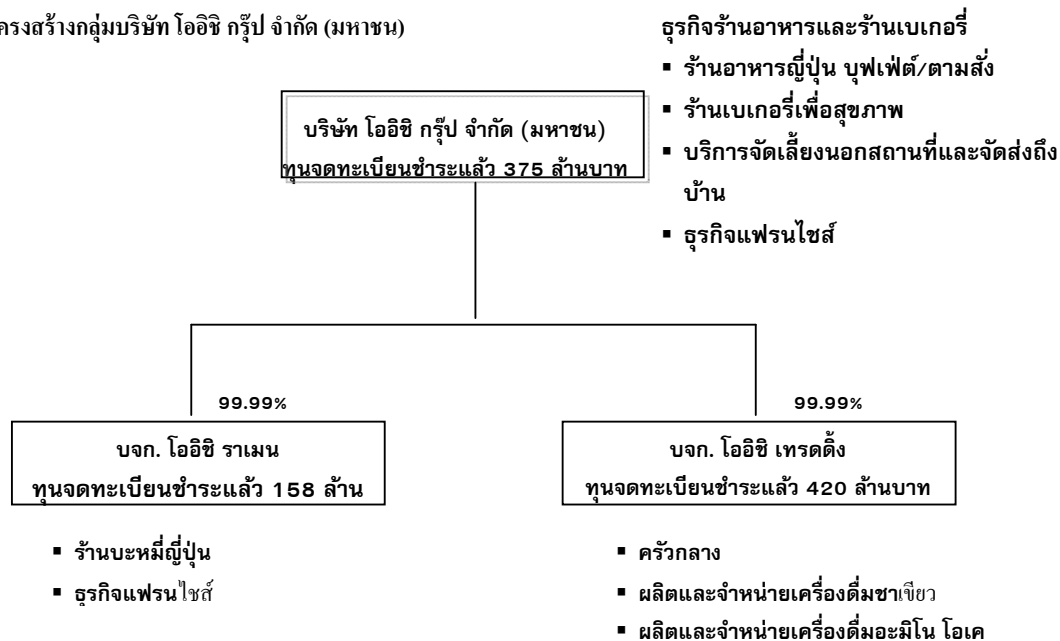 ครงสร้างกลุ่มบริษัท โออิชิ กรุ๊ป จำกัด (มหาชน)
ธุรกิจร้านอาหารและร้านเบเกอรี่
▪ ร้านอาหารญี่ปุ่น บุฟเฟ่ต์/ตามสั่ง
▪ ร้านเบเกอรี่เพื่อสุขภาพ
▪ บริการจัดเลี้ยงนอกสถานที่และจัดส่งถึง
บ้าน
▪ ธุรกิจแฟรนไชส์
บริษัท โออิชิ กรุ๊ป จำกัด (มหาชน)
ทุนจดทะเบียนชำระแล้ว 375 ล้านบาท
99.99%
บจก. โออิชิ ราเมน
ทุนจดทะเบียนชำระแล้ว 158 ล้าน
▪ ร้านบะหมี่ญี่ปุ่น
▪ ธุรกิจแฟรนไชส์
99.99%
บจก. โออิชิ เทรดดิ้ง
ทุนจดทะเบียนชำระแล้ว 420 ล้านบาท
▪ ครัวกลาง
▪ ผลิตและจำหน่ายเครื่องดื่มชาเขียว
▪ ผลิตและจำหน่ายเครื่องดื่มอะมิโน โอเค